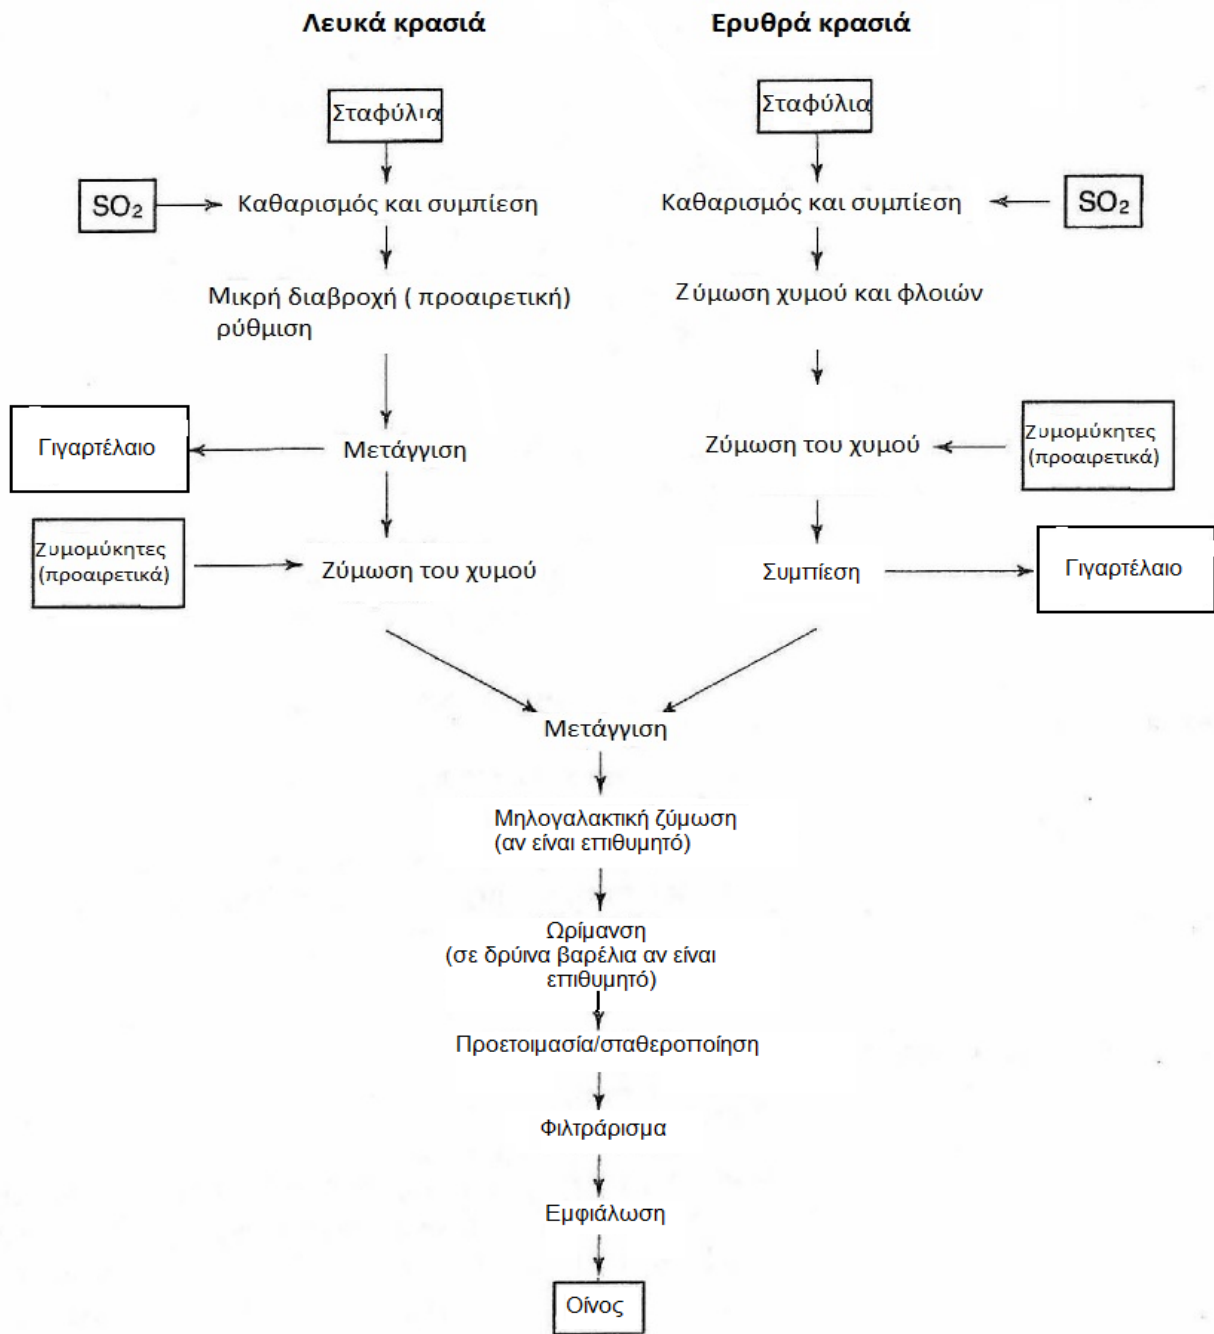 Λευκά κρασιά
Ερυθρά κρασιά
Σταφύλια
Σταφύλια
SO₂
Καθαρισμός και συμπίεση
Καθαρισμός και συμπίεση
SO₂
Μικρή διαβροχή ( προαιρετική)
ρύθμιση
Ζύμωση χυμού και φλοιών
Γιγαρτέλαιο
Μετάγγιση
Ζύμωση του χυμού
Ζυμομύκητες
(προαιρετικά)
Ζυμομύκητες
(προαιρετικά)
Ζύμωση του χυμού
Συμπίεση
Γιγαρτέλαιο
Μετάγγιση
Μηλογαλακτική ζύμωση
(αν είναι επιθυμητό)
Ωρίμανση
(σε δρύινα βαρέλια αν είναι
επιθυμητό)
Προετοιμασία/σταθεροποίηση
Φιλτράρισμα
Εμφιάλωση
Οίνος